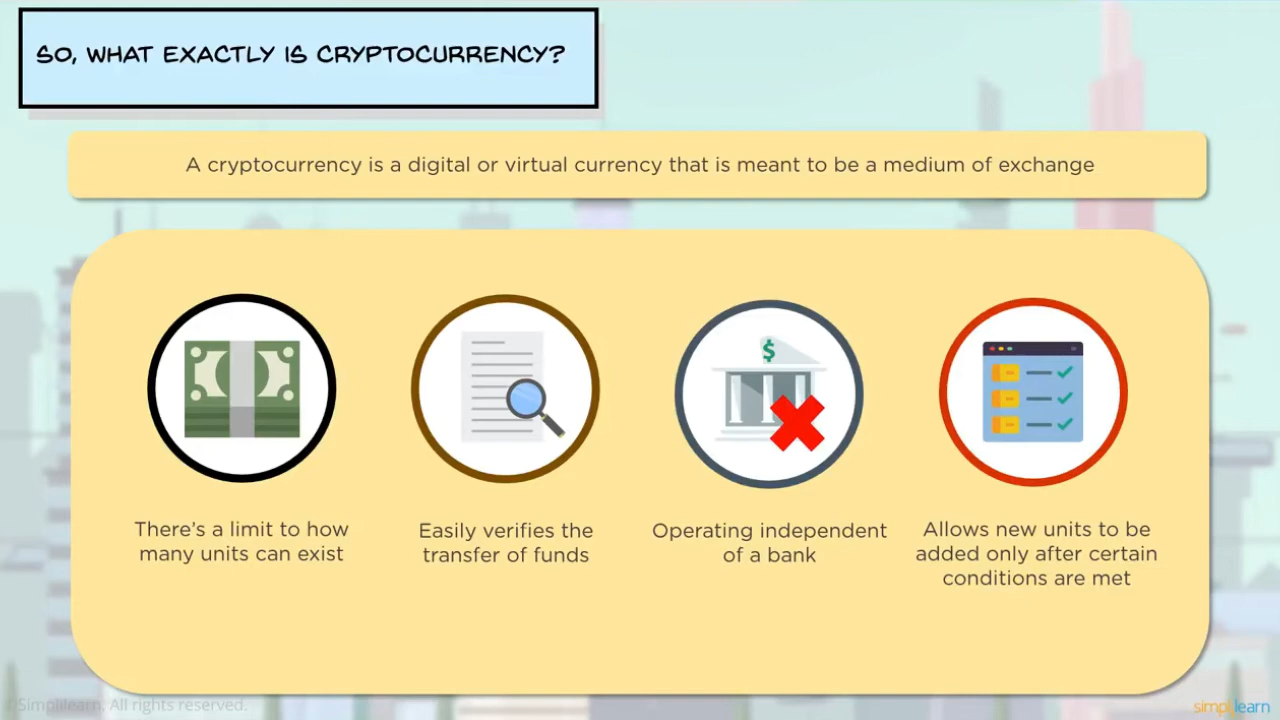 SO, WHAT EXACTLY IS CRYPTOCURRENCY?
A cryptocurrency is a digital or virtual currency that is meant to be a medium of exchange
There's a limit to how
many units can exist
Easily verifies the
transfer of funds
Operating independent
of a bank
Allows new units to be
added only after certain
conditions are met
Simplilearn. All rights reserved.
simplilearn